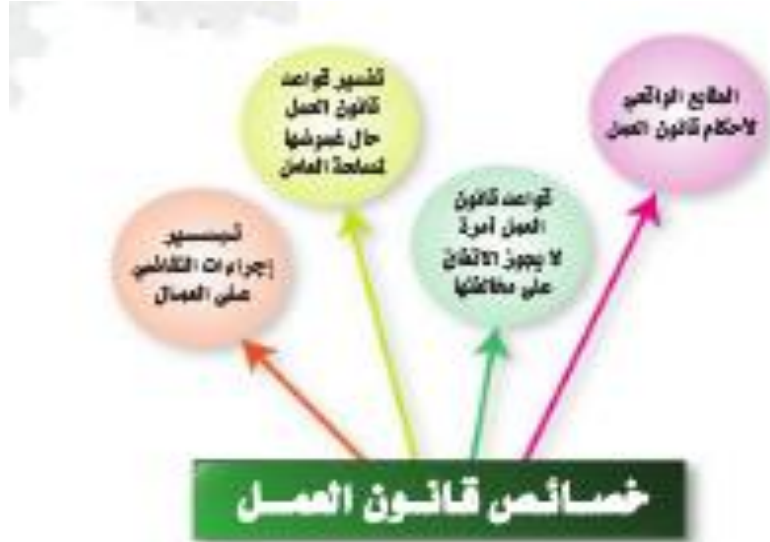 الطابع الواقعي
لأحكام قانون العمل
قواعد قانون
العمل آمرة
لا يجوز الاتفاق
على مخالفتها
تفسير قواعد
قانون العمل
حال غموضها
لمصلحة العامل
تيسير
إجراءات التقاضي
على العمال
خصائص قانون العمل